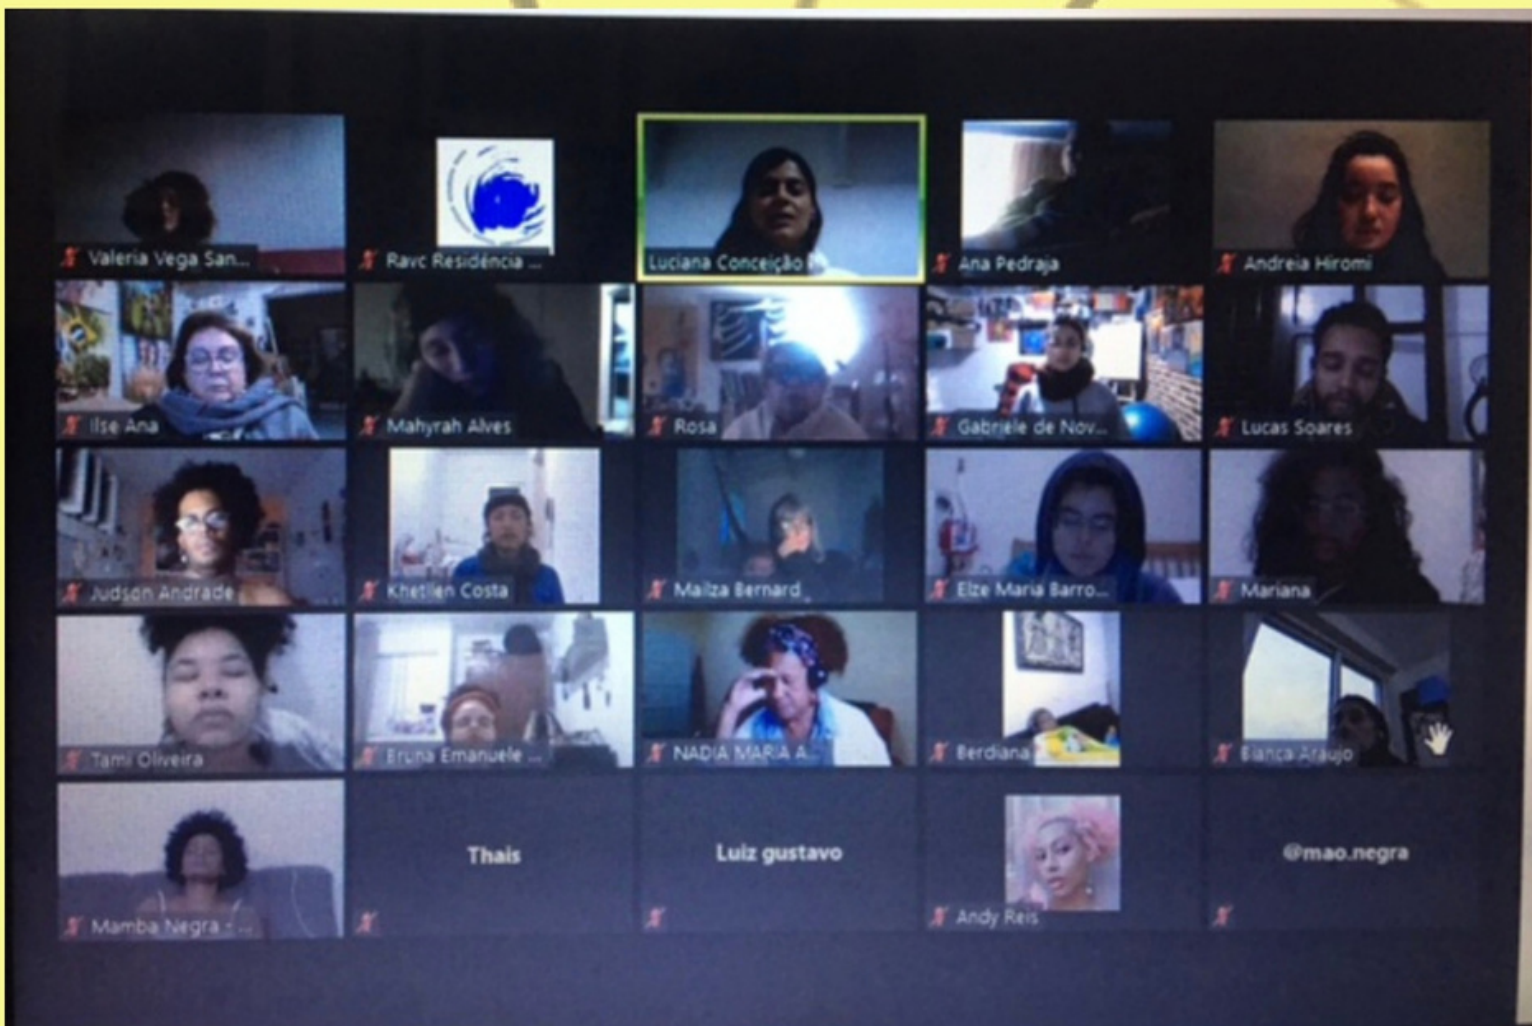 Valeria Vega San...
Ravc Residência ...
Luciana Conceição
Ana Pedraja
Andreia Hiromi
Ilse Ana
Mahyrah Alves
Rosa
Gabriele de Nov...
Lucas Soares
Judson Andrade
Khetlen Costa
Mailza Bernard
Elze Maria Barro...
Mariana
Tami Oliveira
Bruna Emanuele ...
NADIA MARIA A...
Berdiana
Bianca Araujo
Mamba Negra - ...
Thais
Luiz gustavo
Andy Reis
@mao.negra